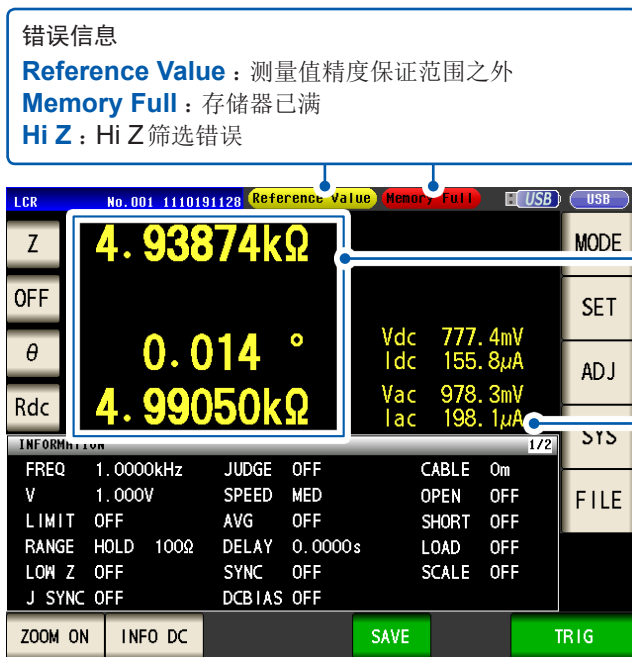 错误信息
Reference Value：测量值精度保证范围之外
Memory Full：存储器已满
Hi Z：Hi Z 筛选错误
LCR No.001 1110191128 Reference Value Memory Full USB USB
Z 4.93874kΩ MODE
OFF SET
θ 0.014 ° Vdc 777.4mV
Idc 155.8μA ADJ
Rdc 4.99050kΩ Vac 978.3mV
Iac 198.1μA SYS
INFORMATION 1/2
FREQ 1.0000kHz JUDGE OFF CABLE 0m
V 1.000V SPEED MED OPEN OFF FILE
LIMIT OFF AVG OFF SHORT OFF
RANGE HOLD 100Ω DELAY 0.0000s LOAD OFF
LOW Z OFF SYNC OFF SCALE OFF
J SYNC OFF DCBIAS OFF
ZOOM ON INFO DC SAVE TRIG